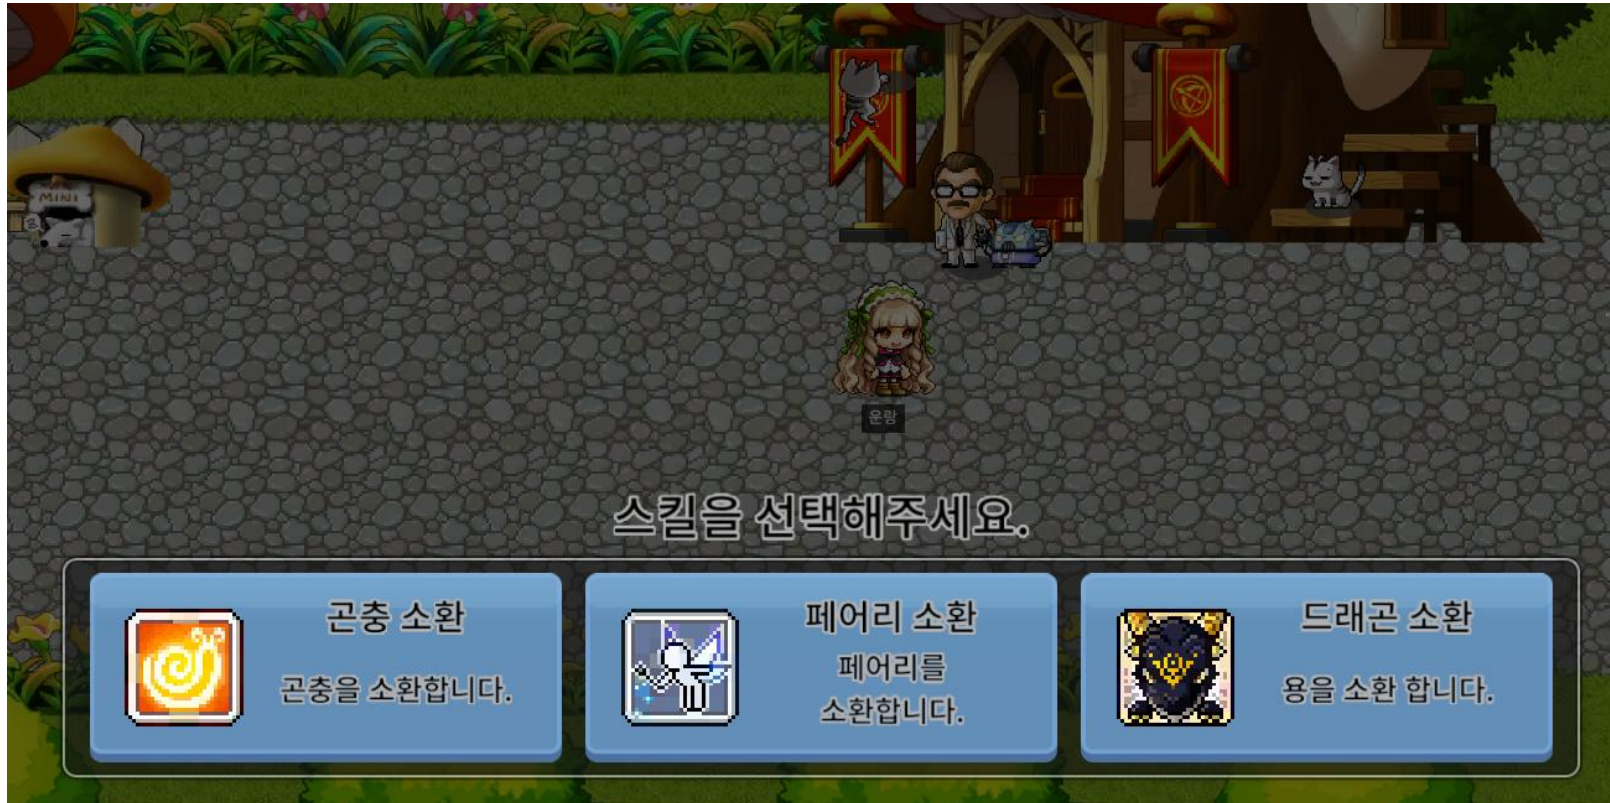 MINI
운랑
스킬을 선택해주세요.
곤충 소환
곤충을 소환합니다.
페어리 소환
페어리를
소환합니다.
드래곤 소환
용을 소환 합니다.